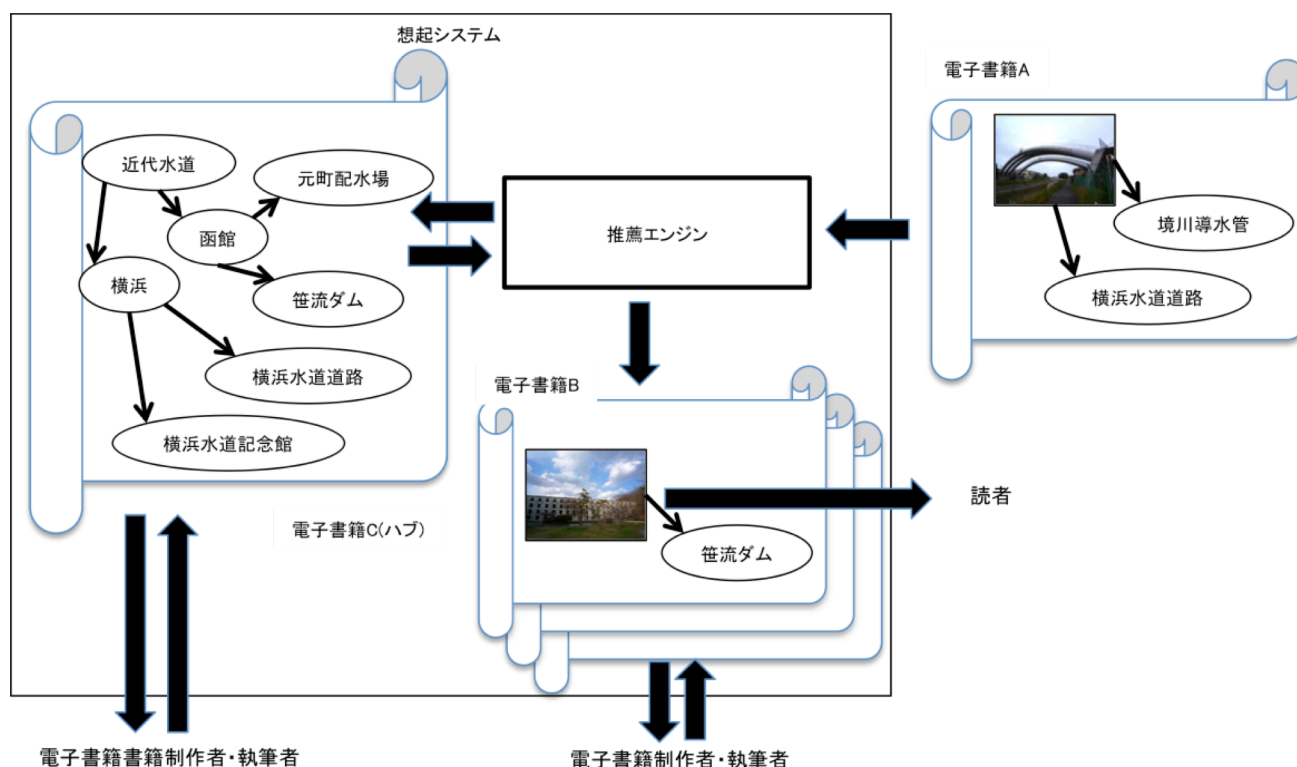 想起システム
電子書籍A
近代水道
元町配水場
函館
横浜
笹流ダム
横浜水道道路
横浜水道記念館
推薦エンジン
境川導水管
横浜水道道路
電子書籍B
笹流ダム
読者
電子書籍C(ハブ)
電子書籍書籍制作者・執筆者
電子書籍制作者・執筆者